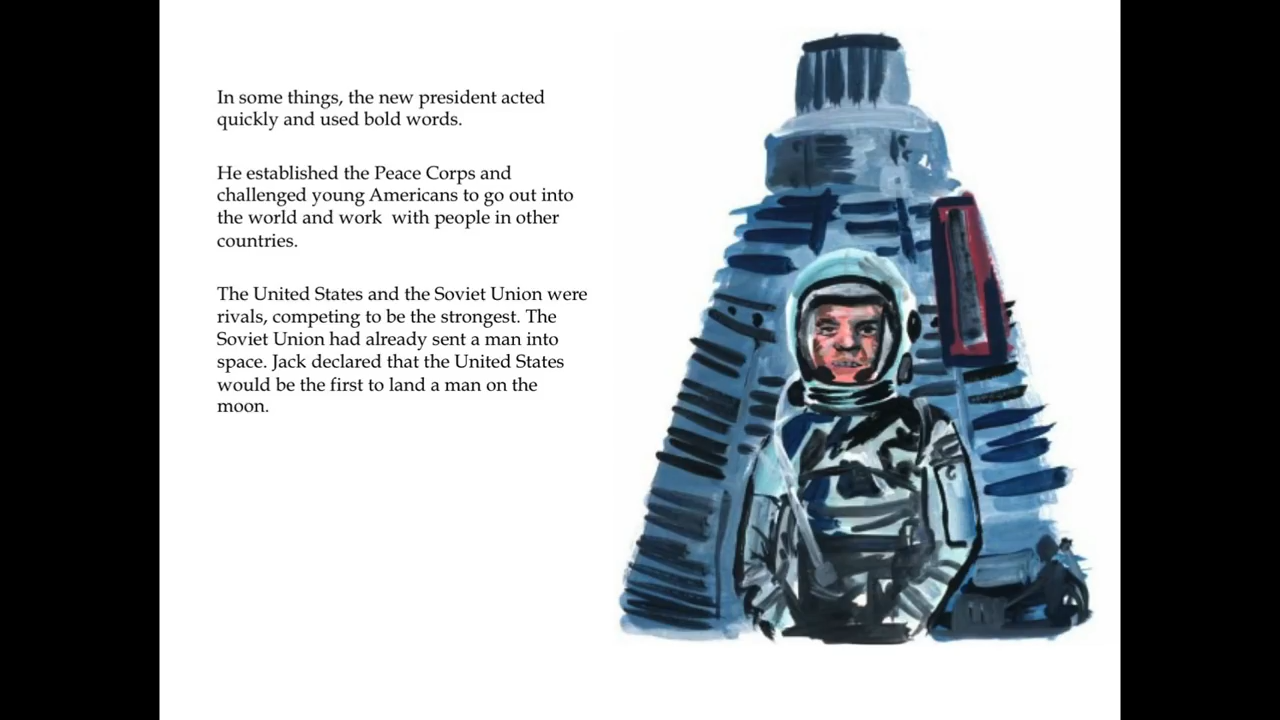 In some things, the new president acted
quickly and used bold words.
He established the Peace Corps and
challenged young Americans to go out into
the world and work  with people in other
countries.
The United States and the Soviet Union were
rivals, competing to be the strongest. The
Soviet Union had already sent a man into
space. Jack declared that the United States
would be the first to land a man on the
moon.